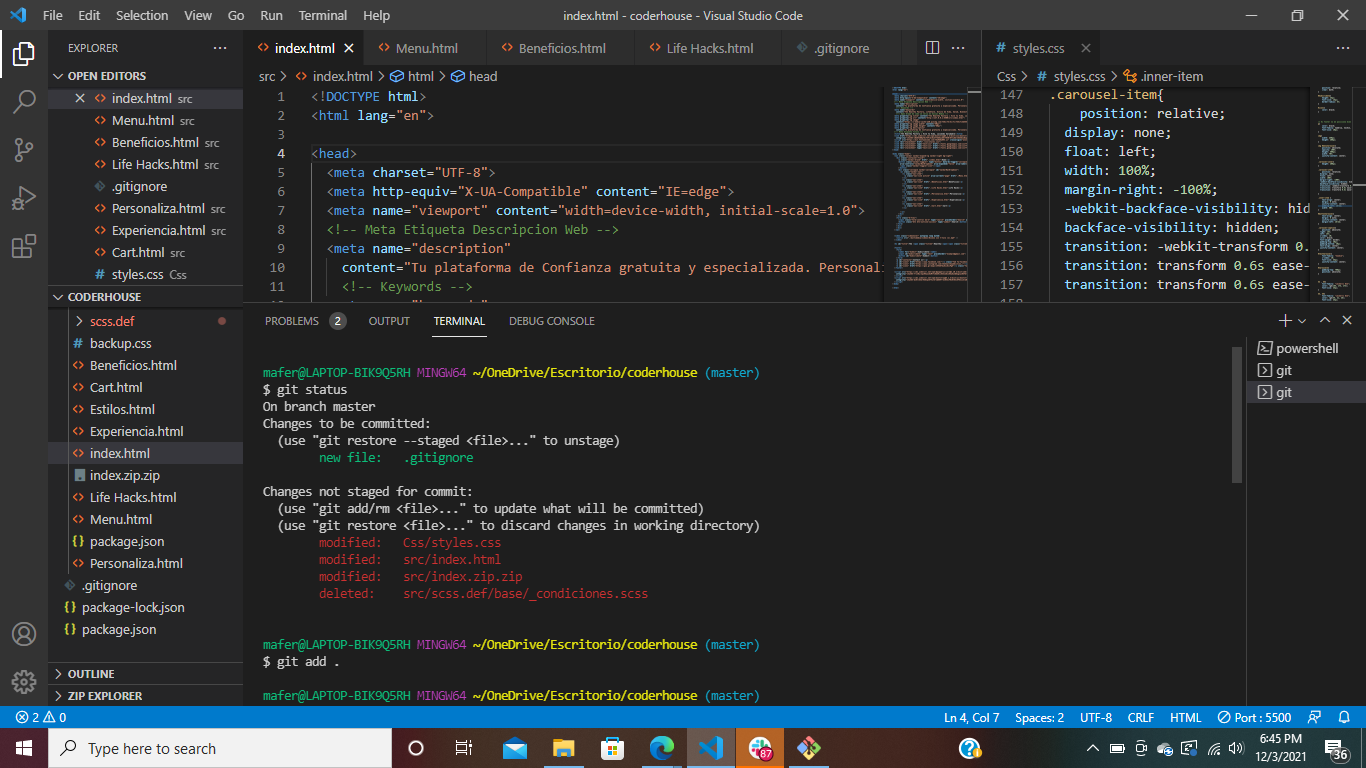 File Edit Selection View Go Run Terminal Help
index.html - coderhouse - Visual Studio Code
EXPLORER
OPEN EDITORS
index.html src
Menu.html src
Beneficios.html src
Life Hacks.html src
.gitignore
Personaliza.html src
Experiencia.html src
Cart.html src
styles.css Css
CODERHOUSE
scss.def
backup.css
Beneficios.html
Cart.html
Estilos.html
Experiencia.html
index.html
index.zip.zip
Life Hacks.html
Menu.html
package.json
Personaliza.html
.gitignore
package-lock.json
package.json
OUTLINE
ZIP EXPLORER
index.html Menu.html Beneficios.html Life Hacks.html .gitignore
src > index.html > html > head
1 <!DOCTYPE html>
2 <html lang="en">
3
4 <head>
5 <meta charset="UTF-8">
6 <meta http-equiv="X-UA-Compatible" content="IE=edge">
7 <meta name="viewport" content="width=device-width, initial-scale=1.0">
8 <!-- Meta Etiqueta Descripcion Web -->
9 <meta name="description"
10 content="Tu plataforma de Confianza gratuita y especializada. Personali
11 <!-- Keywords -->
styles.css
Css > styles.css > .inner-item
147 .carousel-item{
148 position: relative;
149 display: none;
150 float: left;
151 width: 100%;
152 margin-right: -100%;
153 -webkit-backface-visibility: hid
154 backface-visibility: hidden;
155 transition: -webkit-transform 0.
156 transition: transform 0.6s ease-
157 transition: transform 0.6s ease-
PROBLEMS 2 OUTPUT TERMINAL DEBUG CONSOLE
powershell
git
git
mafer@LAPTOP-BIK9Q5RH MINGW64 ~/OneDrive/Escritorio/coderhouse (master)
$ git status
On branch master
Changes to be committed:
(use "git restore --staged <file>..." to unstage)
new file: .gitignore
Changes not staged for commit:
(use "git add/rm <file>..." to update what will be committed)
(use "git restore <file>..." to discard changes in working directory)
modified: Css/styles.css
modified: src/index.html
modified: src/index.zip.zip
deleted: src/scss.def/base/_condiciones.scss
mafer@LAPTOP-BIK9Q5RH MINGW64 ~/OneDrive/Escritorio/coderhouse (master)
$ git add .
mafer@LAPTOP-BIK9Q5RH MINGW64 ~/OneDrive/Escritorio/coderhouse (master)
2 0
Ln 4, Col 7 Spaces: 2 UTF-8 CRLF HTML Port : 5500
Type here to search
87
6:45 PM
12/3/2021
36